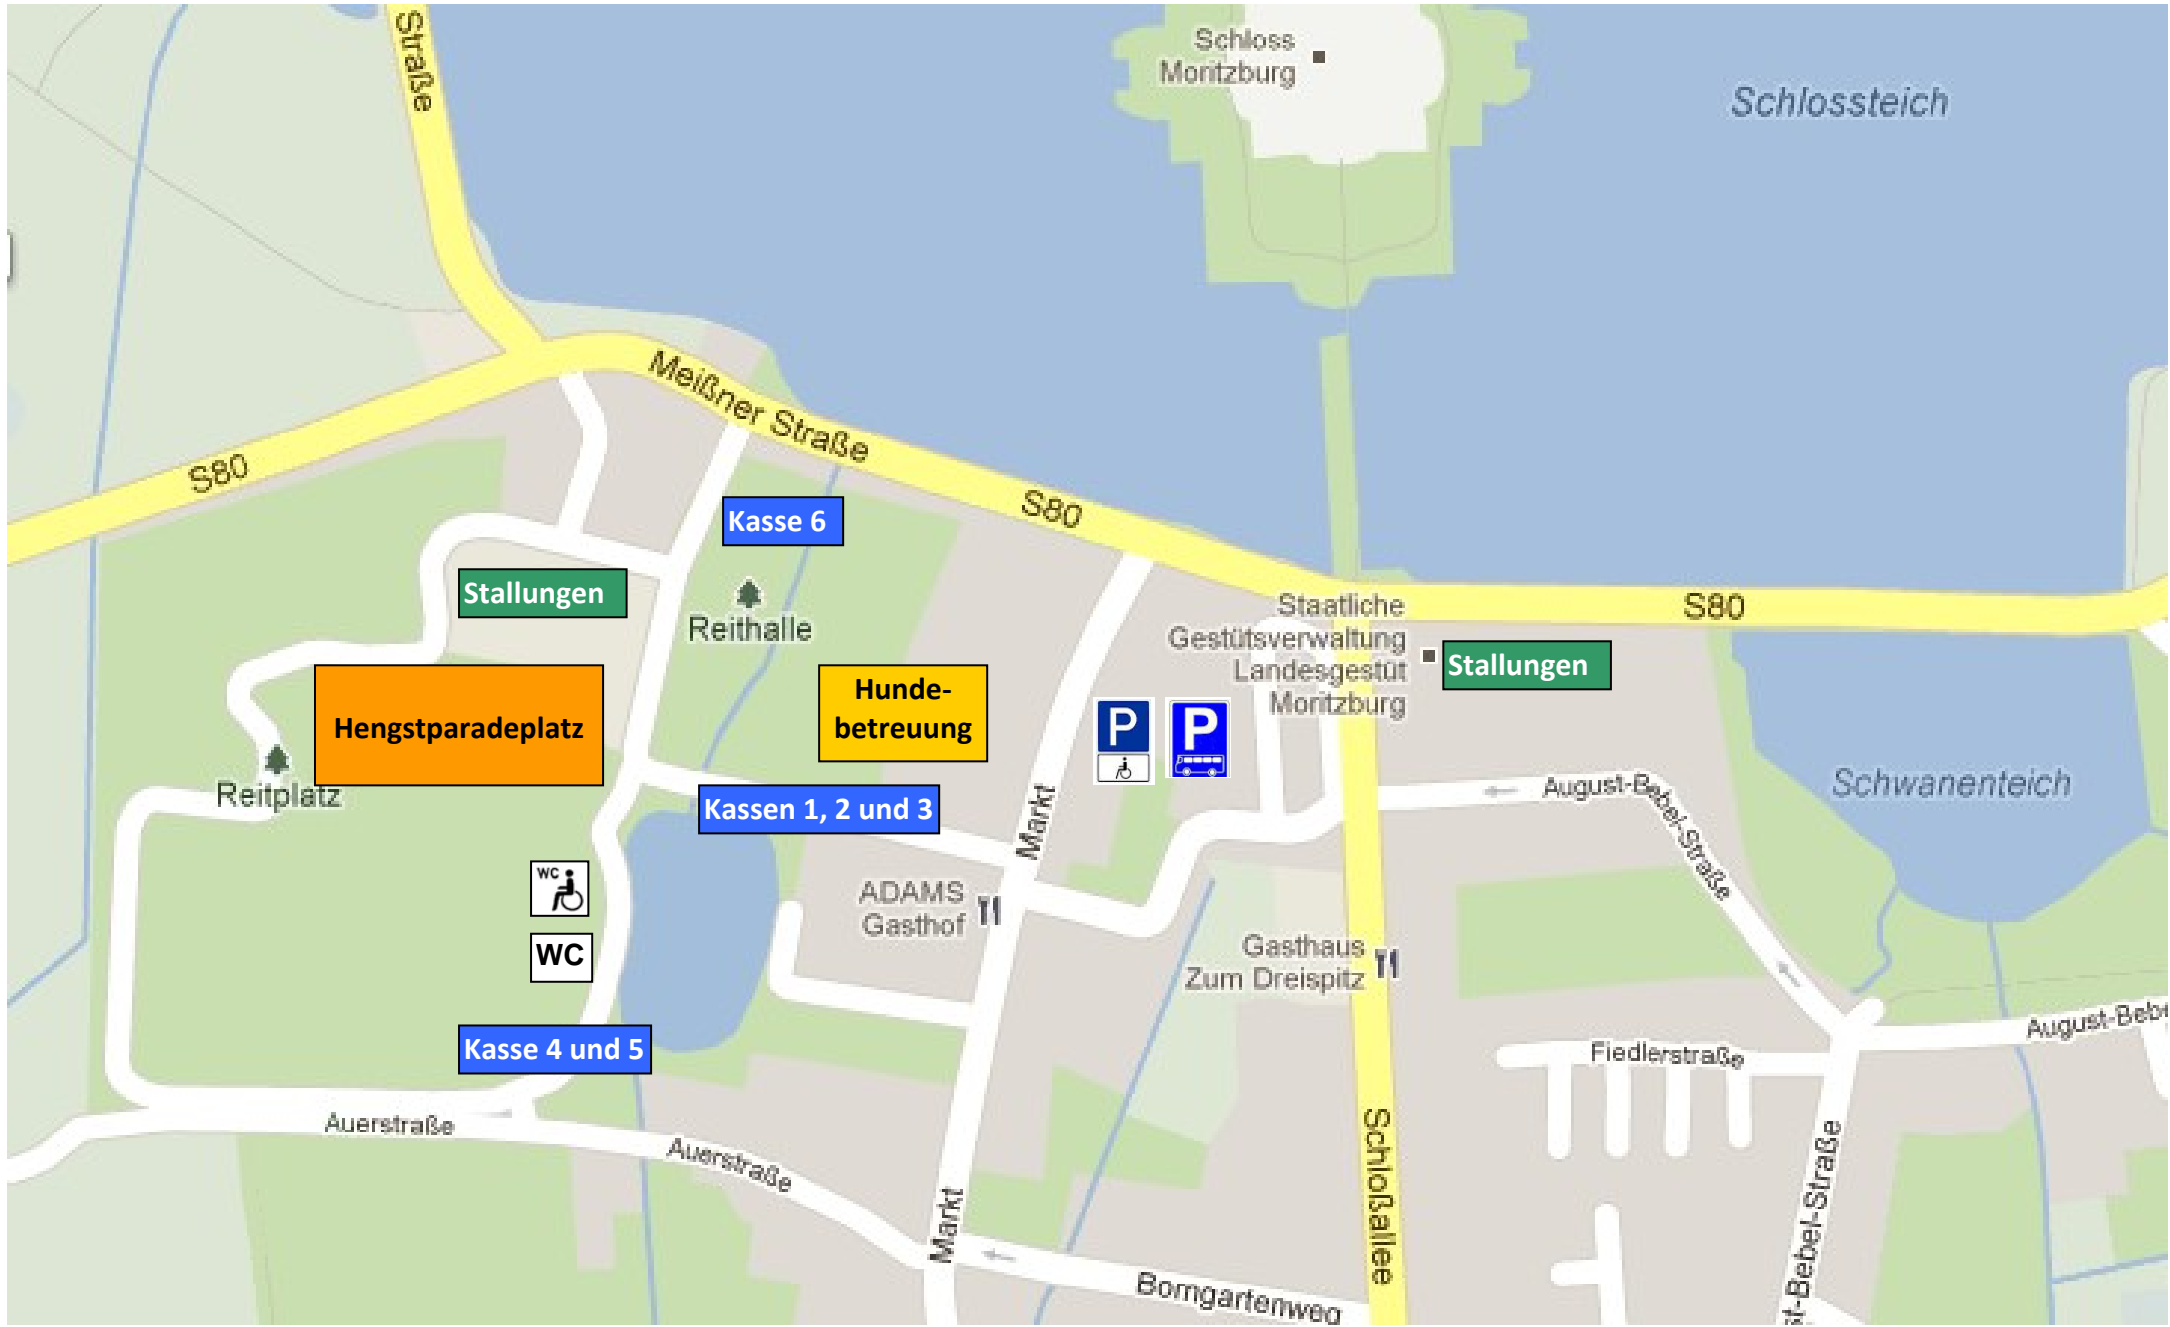 Straße
Schloss
Moritzburg
Schlossteich
Meißner Straße
S80
S80
Kasse 6
Stallungen
Reithalle
S80
Staatliche
Gestütsverwaltung
Landesgestüt
Moritzburg
Stallungen
Hengstparadeplatz
Hunde-
betreuung
P
P
Reitplatz
Kassen 1, 2 und 3
Markt
August-Bebel-Straße
Schwanenteich
WC
ADAMS
Gasthof
WC
Gasthaus
Zum Dreispitz
Kasse 4 und 5
Fiedlerstraße
August-Bebe
Auerstraße
Auerstraße
Schloßallee
st-Bebel-Straße
Markt
Borngartenweg